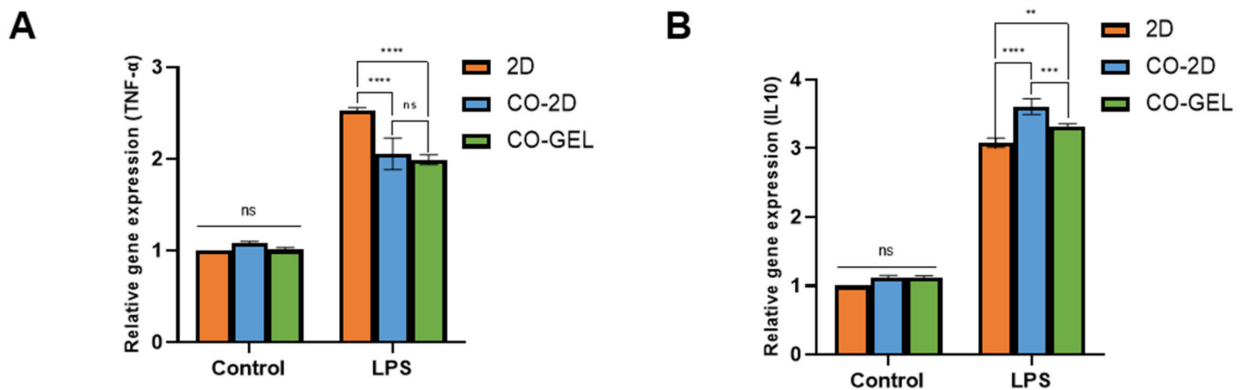 A
Relative gene expression (TNF-α)
3
2
1
0
ns
****
****
ns
Control
LPS
2D
CO-2D
CO-GEL
B
Relative gene expression (IL10)
4
3
2
1
0
ns
**
****
***
Control
LPS
2D
CO-2D
CO-GEL